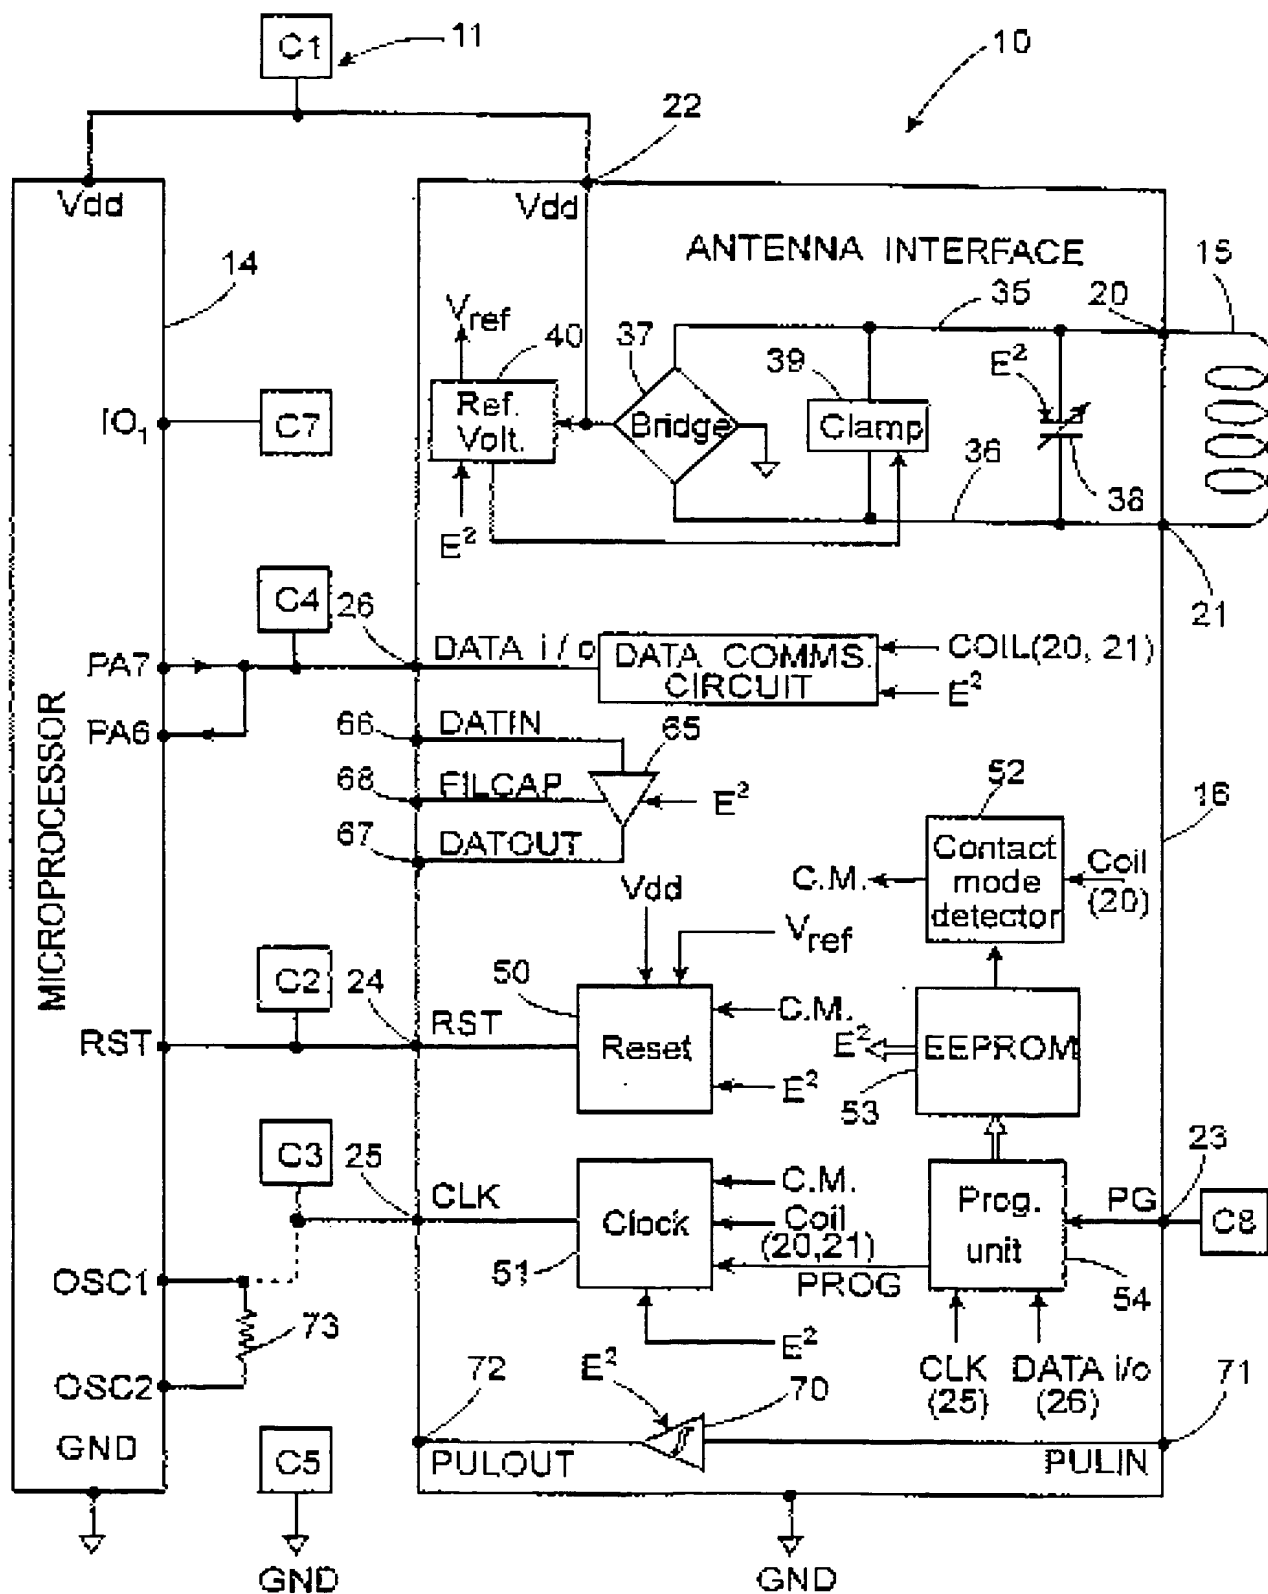 C1
11
10
22
Vdd
Vdd
ANTENNA INTERFACE
14
15
35
20
Vref
40
37
39
E²
IO1
C7
Ref.
Volt.
Bridge
Clamp
36
38
E²
21
C4
26
PA7
DATA i/o
DATA COMMS.
CIRCUIT
COIL(20, 21)
E²
PA6
66
DATIN
65
68
FILCAP
E²
52
16
67
DATOUT
Contact
mode
detector
C.M.
Coil
(20)
Vdd
Vref
MICROPROCESSOR
C2
24
50
C.M.
RST
RST
Reset
E²
EEPROM
E²
53
C3
25
23
C.M.
CLK
Clock
Coil
(20,21)
Prog.
unit
PG
C8
51
PROG
54
OSC1
73
E²
OSC2
72
E²
70
CLK
(25)
DATA i/o
(26)
71
GND
C5
PULOUT
PULIN
GND
GND